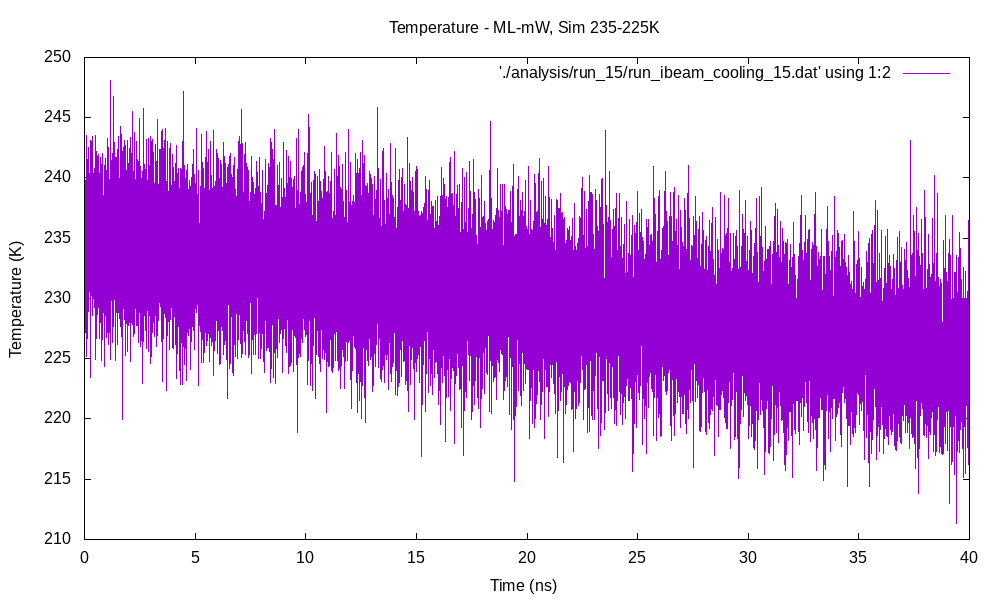 Temperature - ML-mW, Sim 235-225K
'./analysis/run_15/run_ibeam_cooling_15.dat' using 1:2
250
245
240
235
230
225
220
215
210
Temperature (K)
0 5 10 15 20 25 30 35 40
Time (ns)